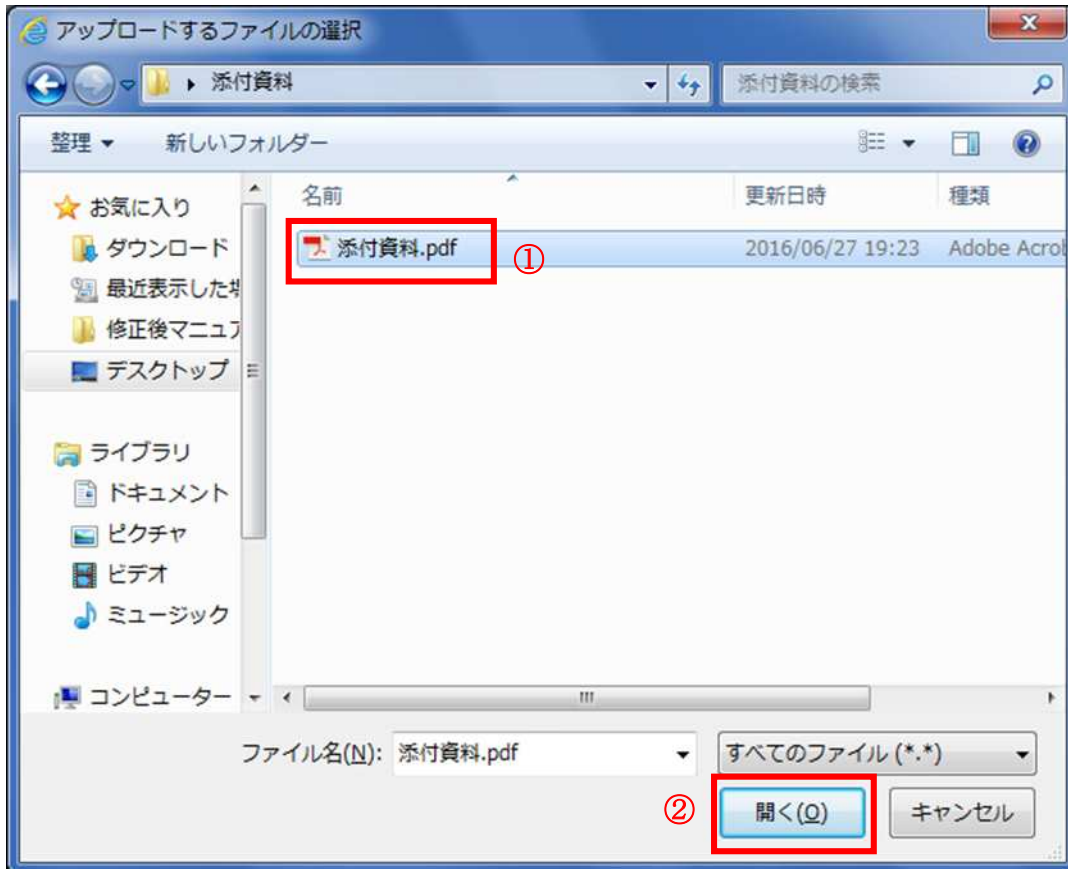 アップロードするファイルの選択
添付資料
添付資料の検索
整理
新しいフォルダー
名前
更新日時
種類
お気に入り
ダウンロード
最近表示した場
修正後マニュア
デスクトップ
ライブラリ
ドキュメント
ピクチャ
ビデオ
ミュージック
コンピューター
添付資料.pdf
①
2016/06/27 19:23
Adobe Acrob
ファイル名(N):
添付資料.pdf
すべてのファイル (*.*)
②
開く(O)
キャンセル